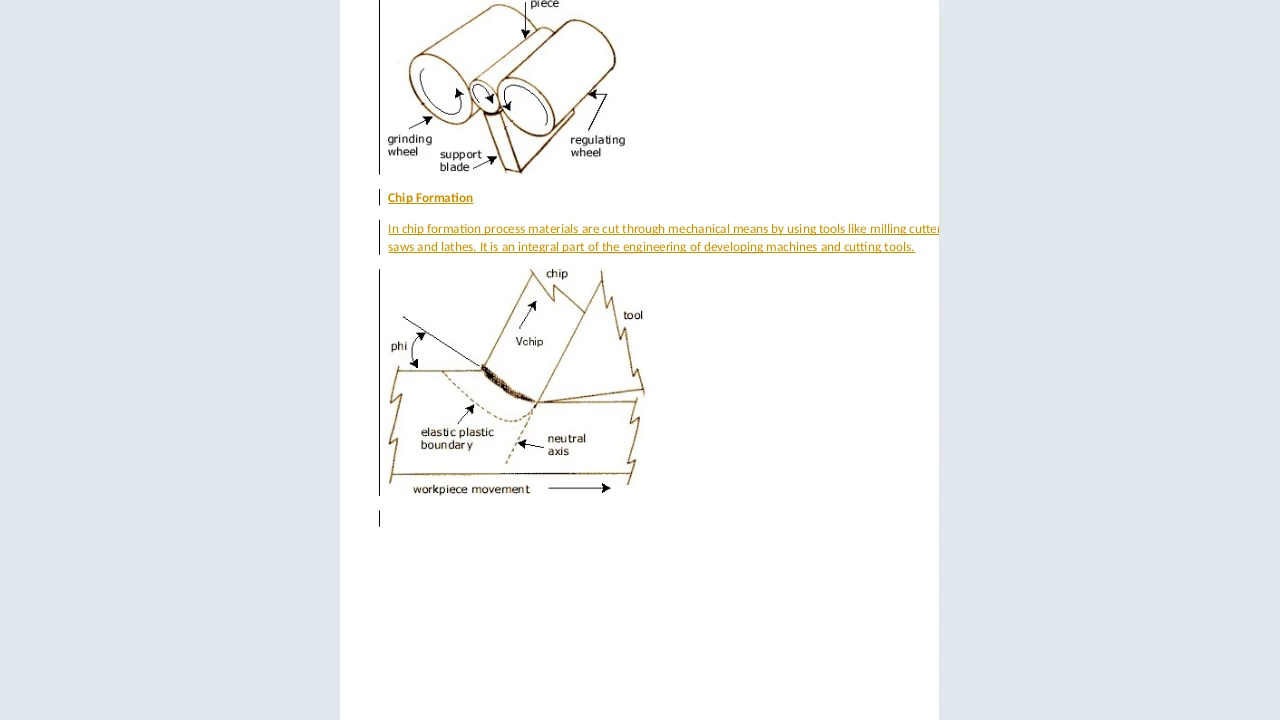 piece
grinding
wheel
support
blade
regulating
wheel
Chip Formation
In chip formation process materials are cut through mechanical means by using tools like milling cutter
saws and lathes. It is an integral part of the engineering of developing machines and cutting tools.
chip
tool
Vchip
phi
elastic plastic
boundary
neutral
axis
workpiece movement